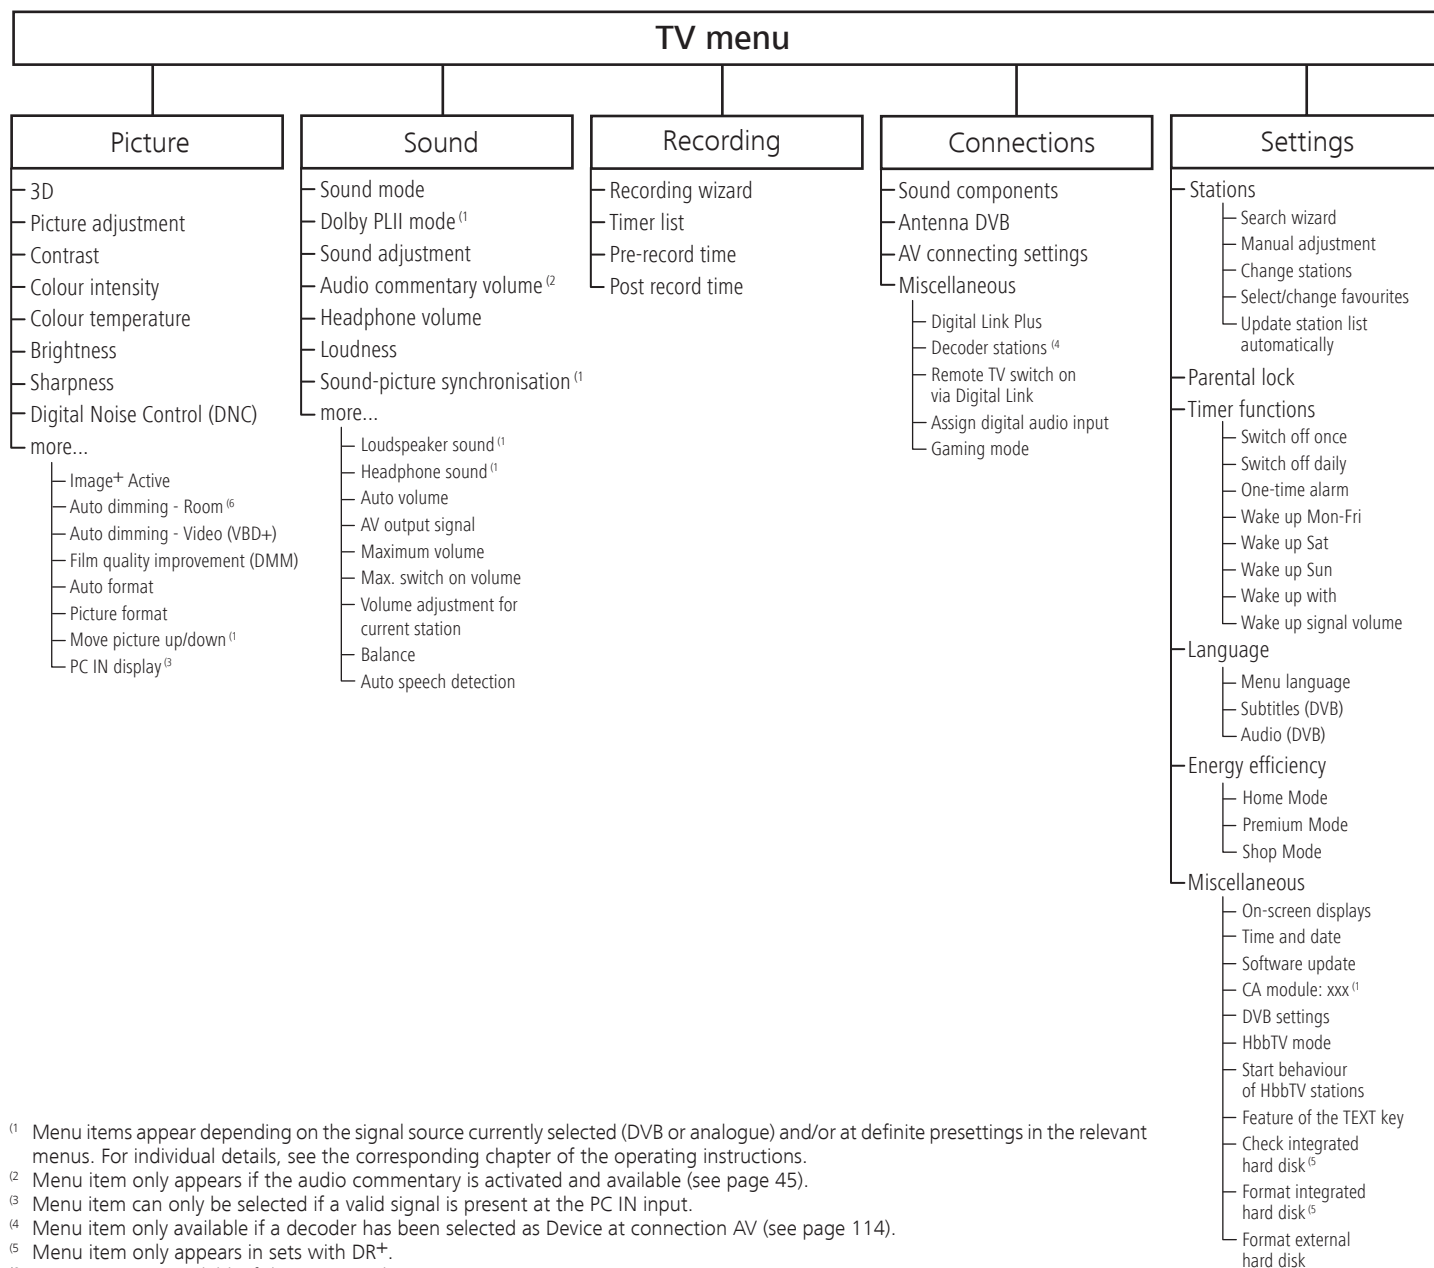 TV menu
Picture
3D
Picture adjustment
Contrast
Colour intensity
Colour temperature
Brightness
Sharpness
Digital Noise Control (DNC)
more...
Image+ Active
Auto dimming - Room (6
Auto dimming - Video (VBD+)
Film quality improvement (DMM)
Auto format
Picture format
Move picture up/down (1
PC IN display (3
Sound
Sound mode
Dolby PLII mode (1
Sound adjustment
Audio commentary volume (2
Headphone volume
Loudness
Sound-picture synchronisation (1
more...
Loudspeaker sound (1
Headphone sound (1
Auto volume
AV output signal
Maximum volume
Max. switch on volume
Volume adjustment for
current station
Balance
Auto speech detection
Recording
Recording wizard
Timer list
Pre-record time
Post record time
Connections
Sound components
Antenna DVB
AV connecting settings
Miscellaneous
Digital Link Plus
Decoder stations (4
Remote TV switch on
via Digital Link
Assign digital audio input
Gaming mode
Settings
Stations
Search wizard
Manual adjustment
Change stations
Select/change favourites
Update station list
automatically
Parental lock
Timer functions
Switch off once
Switch off daily
One-time alarm
Wake up Mon-Fri
Wake up Sat
Wake up Sun
Wake up with
Wake up signal volume
Language
Menu language
Subtitles (DVB)
Audio (DVB)
Energy efficiency
Home Mode
Premium Mode
Shop Mode
Miscellaneous
On-screen displays
Time and date
Software update
CA module: xxx (1
DVB settings
HbbTV mode
Start behaviour
of HbbTV stations
Feature of the TEXT key
Check integrated
hard disk (5
Format integrated
hard disk (5
Format external
hard disk
(1 Menu items appear depending on the signal source currently selected (DVB or analogue) and/or at definite presettings in the relevant
menus. For individual details, see the corresponding chapter of the operating instructions.
(2 Menu item only appears if the audio commentary is activated and available (see page 45).
(3 Menu item can only be selected if a valid signal is present at the PC IN input.
(4 Menu item only available if a decoder has been selected as Device at connection AV (see page 114).
(5 Menu item only appears in sets with DR+.